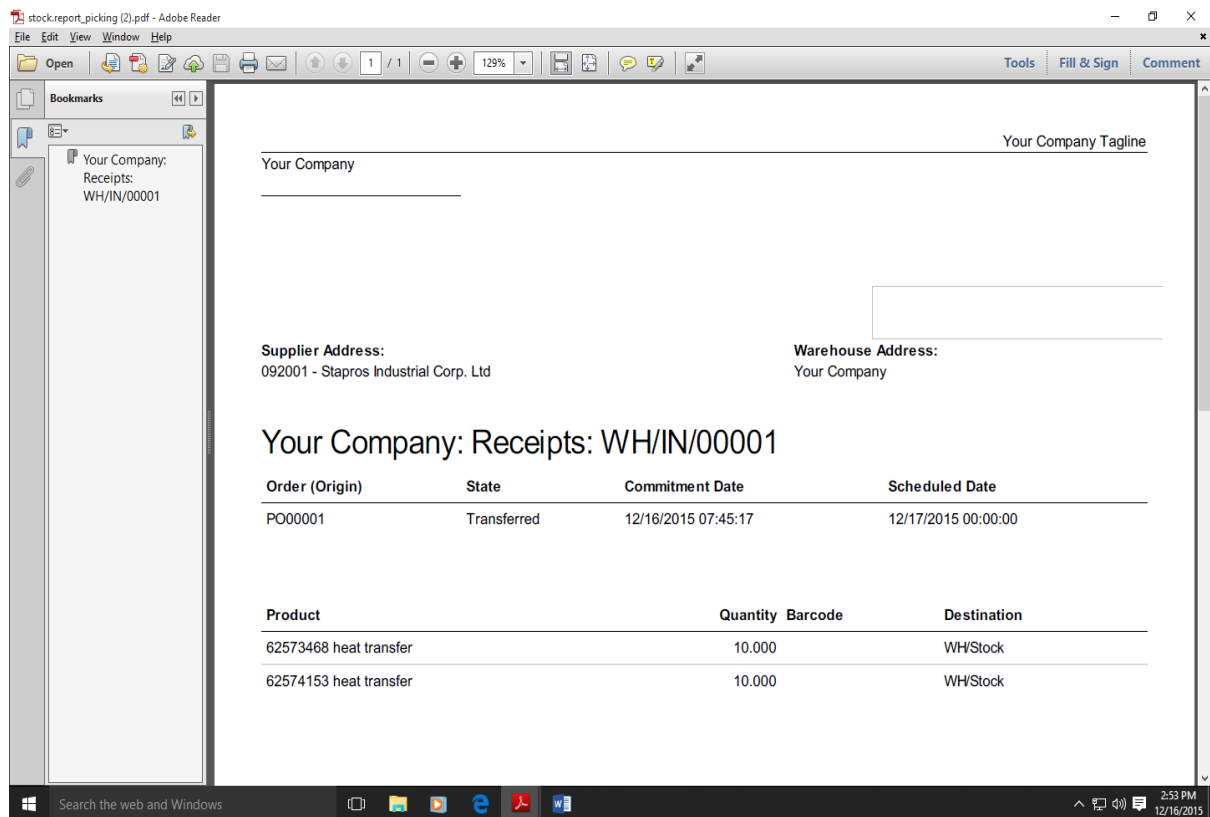 stock.report_picking (2).pdf - Adobe Reader
File Edit View Window Help
Open 1 / 1 129% Tools Fill & Sign Comment
Bookmarks
Your Company:
Receipts:
WH/IN/00001
Your Company Tagline
Your Company
Supplier Address: Warehouse Address:
092001 - Stapros Industrial Corp. Ltd Your Company
Your Company: Receipts: WH/IN/00001
Order (Origin) State Commitment Date Scheduled Date
PO00001 Transferred 12/16/2015 07:45:17 12/17/2015 00:00:00
Product Quantity Barcode Destination
62573468 heat transfer 10.000 WH/Stock
62574153 heat transfer 10.000 WH/Stock
Search the web and Windows
2:53 PM
12/16/2015